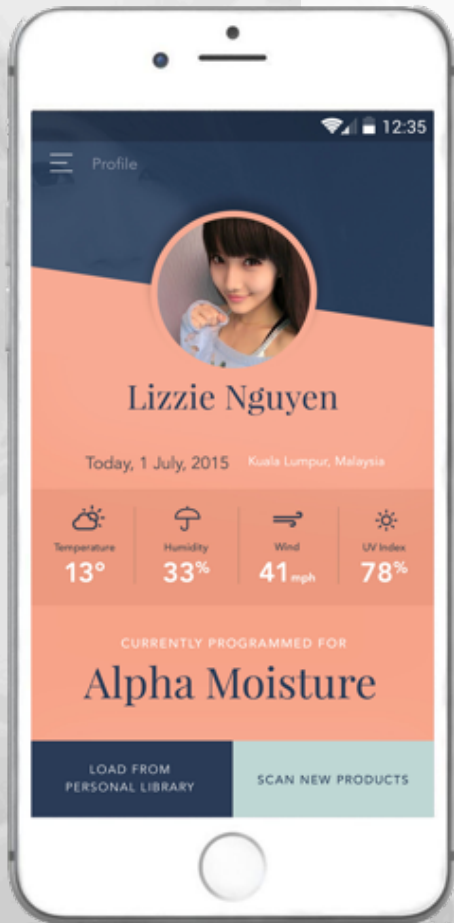 12:35
Profile
Lizzie Nguyen
Today, 1 July, 2015 Kuala Lumpur, Malaysia
Temperature Humidity Wind UV Index
13° 33% 41 mph 78%
CURRENTLY PROGRAMMED FOR
Alpha Moisture
LOAD FROM
PERSONAL LIBRARY
SCAN NEW PRODUCTS